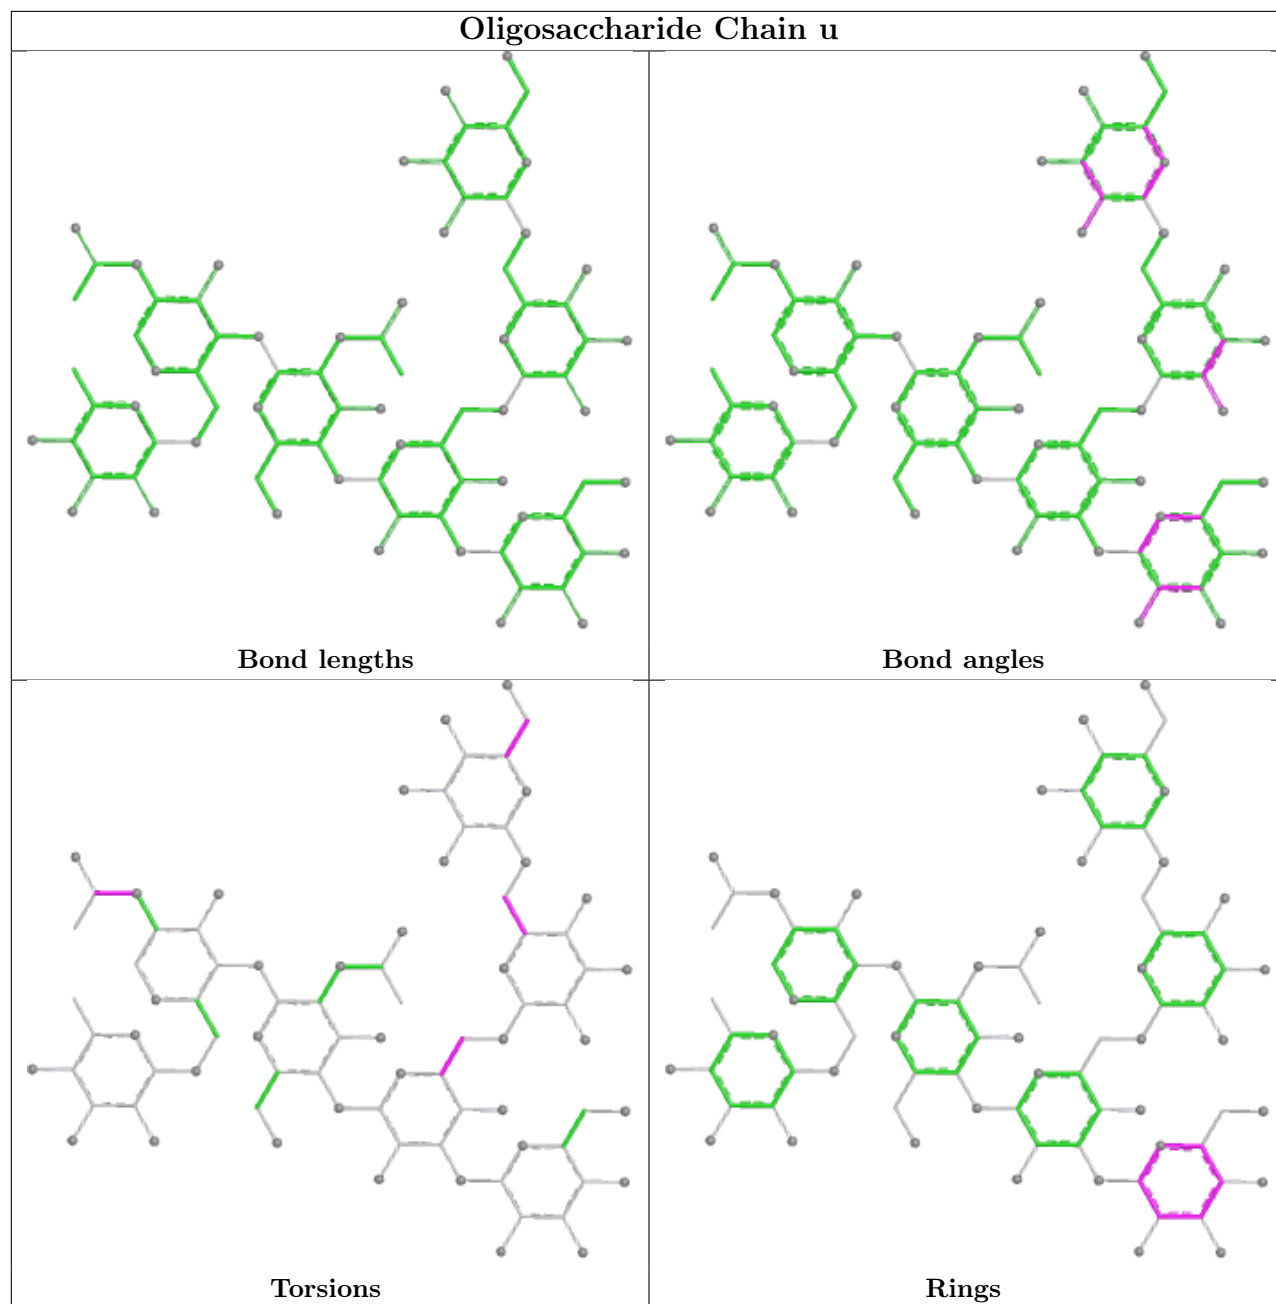 Oligosaccharide Chain u
Bond lengths
Bond angles
Torsions
Rings